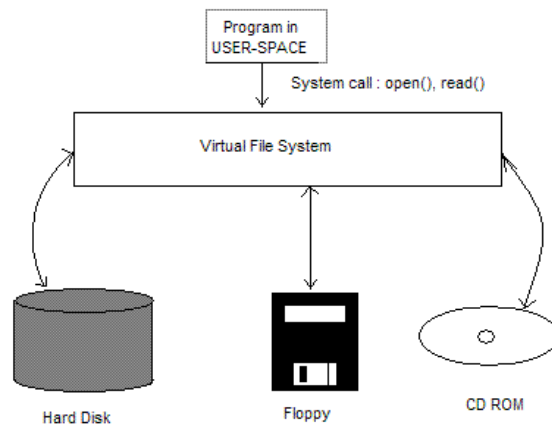 Program in
USER-SPACE
System call : open(), read()
Virtual File System
Hard Disk
Floppy
CD ROM